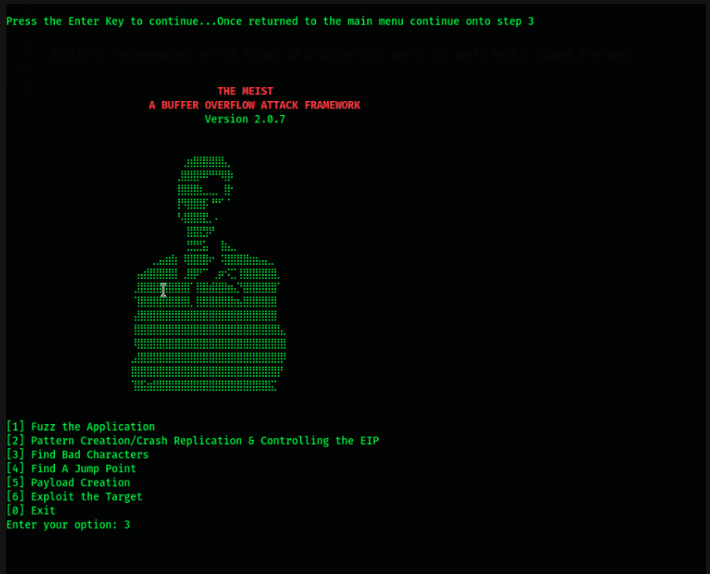 Press the Enter Key to continue...Once returned to the main menu continue onto step 3
THE MEIST
A BUFFER OVERFLOW ATTACK FRAMEWORK
Version 2.0.7
[1] Fuzz the Application
[2] Pattern Creation/Crash Replication & Controlling the EIP
[3] Find Bad Characters
[4] Find A Jump Point
[5] Payload Creation
[6] Exploit the Target
[0] Exit
Enter your option: 3